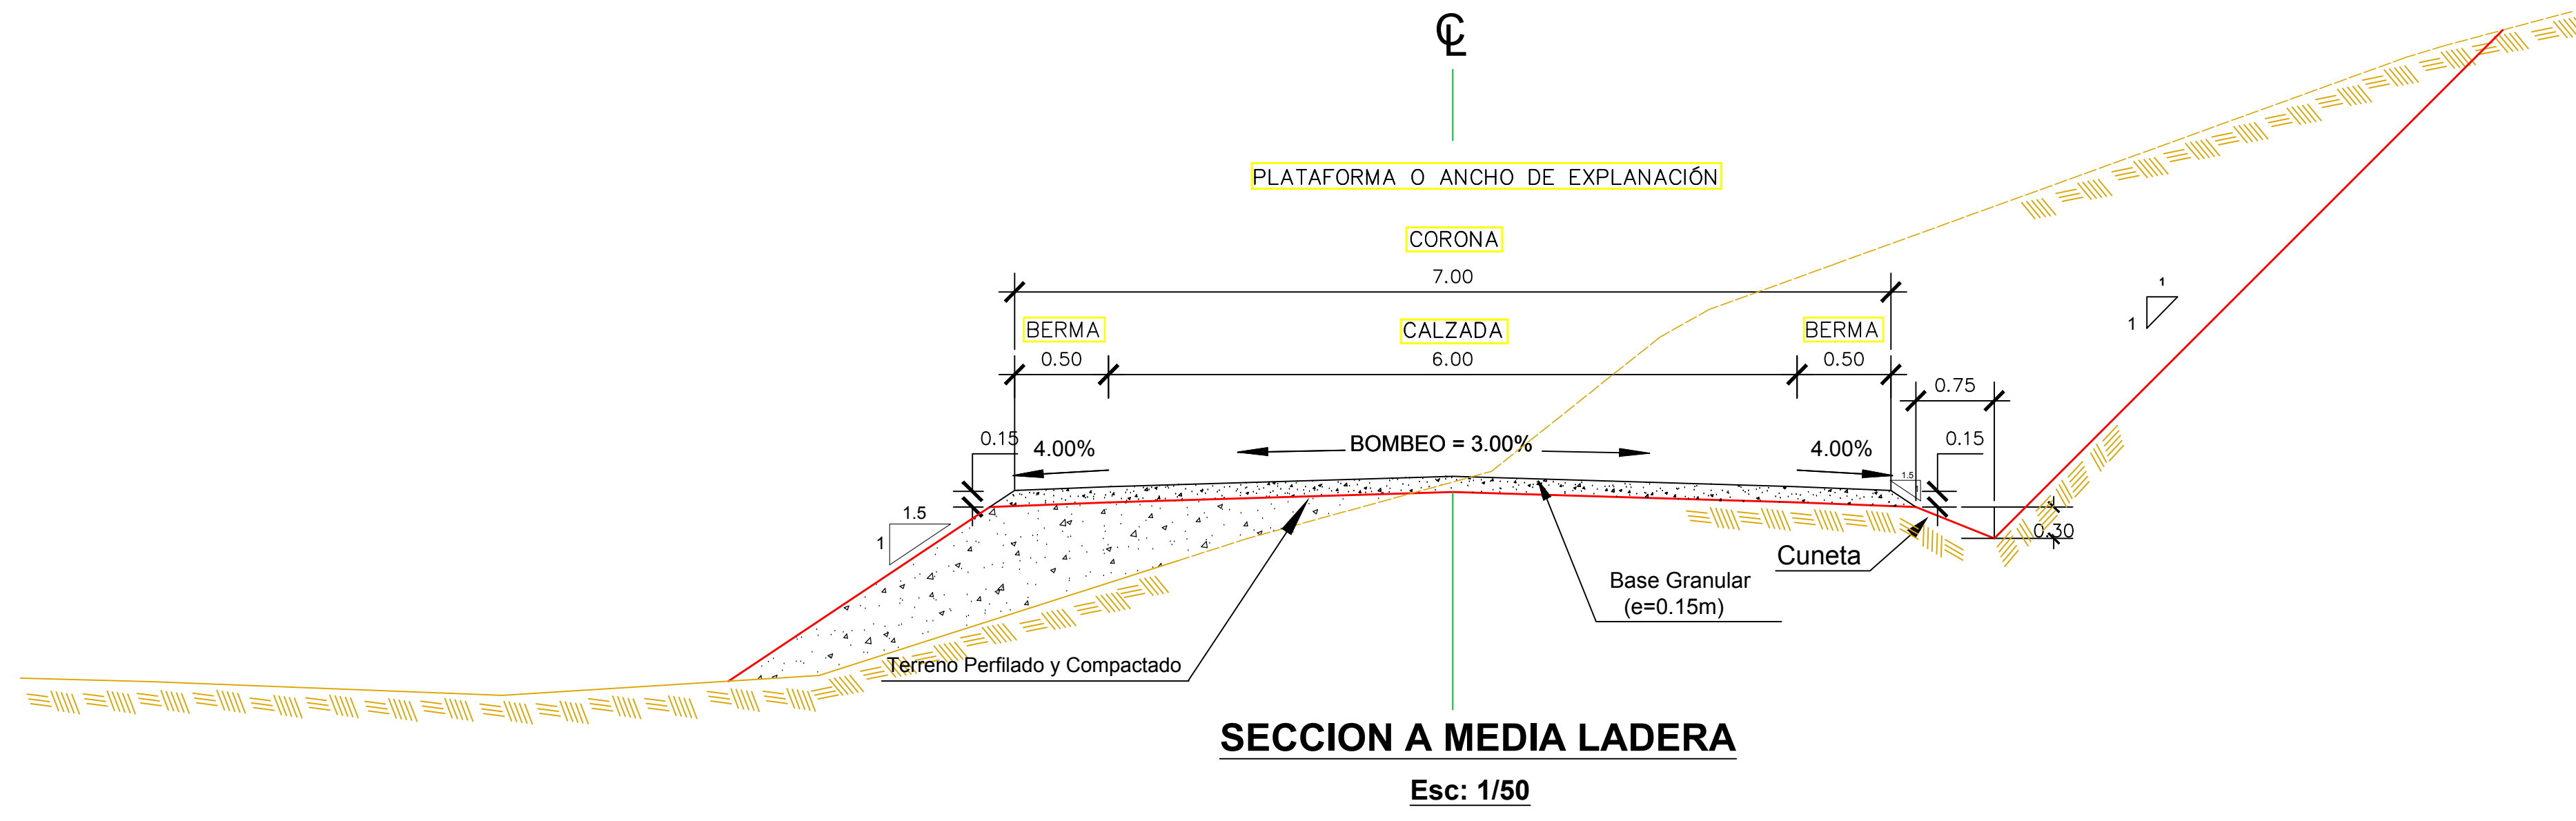 ℄
PLATAFORMA O ANCHO DE EXPLANACIÓN
CORONA
7.00
BERMA
CALZADA
BERMA
0.50
6.00
0.50
0.75
1
1
0.15
4.00%
BOMBEO = 3.00%
4.00%
0.15
1.5
1
1.5
1
0.30
Cuneta
Base Granular
(e=0.15m)
Terreno Perfilado y Compactado
SECCION A MEDIA LADERA
Esc: 1/50